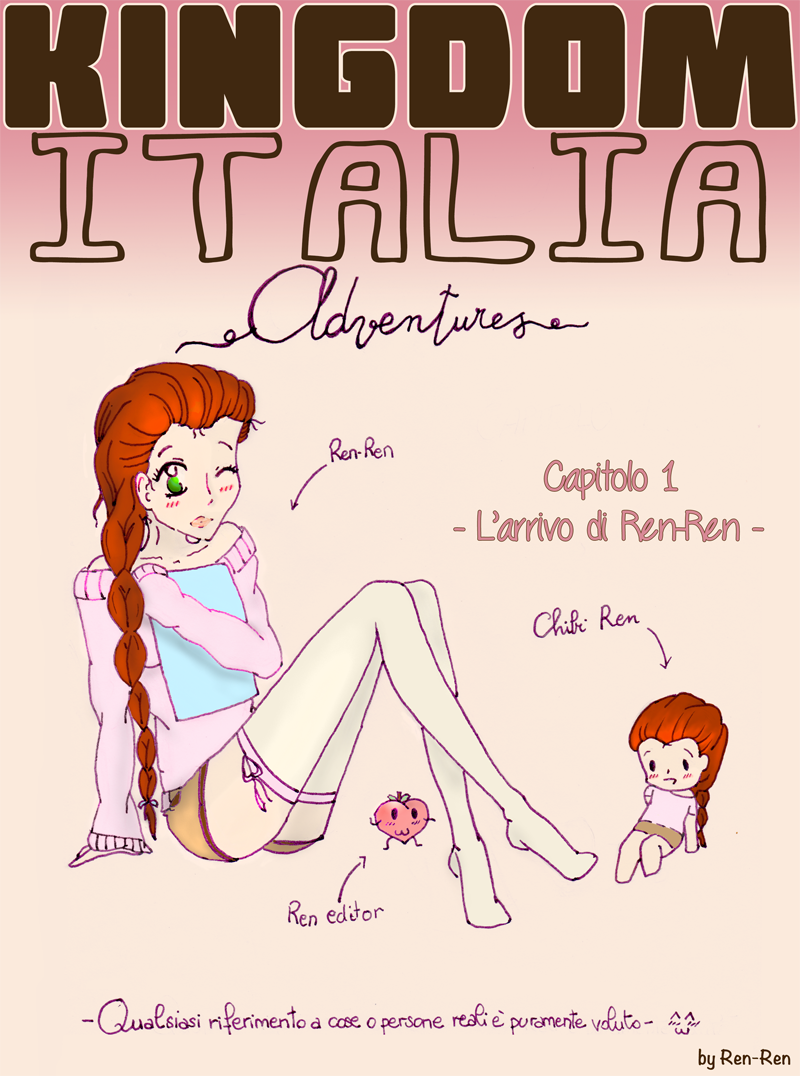 KINGDOM
ITALIA
Adventures
Ren-Ren
Capitolo 1
- L'arrivo di Ren-Ren -
Chibi Ren
Ren editor
-Qualsiasi riferimento a cose o persone reali è puramente voluto- ^^
by Ren-Ren